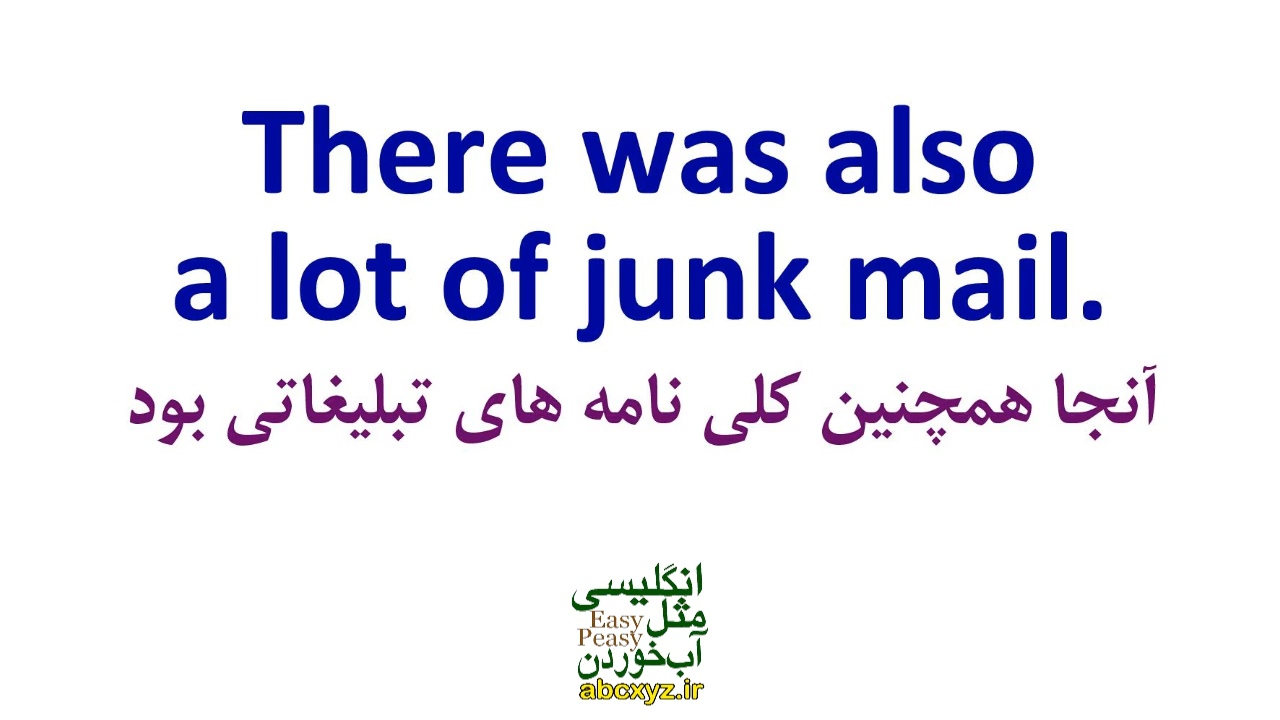 There was also
a lot of junk mail.
آنجا همچنین کلی نامه های تبلیغاتی بود
انگلیسی
مثل
Easy
Peasy
آب‌خوردن
abcxyz.ir